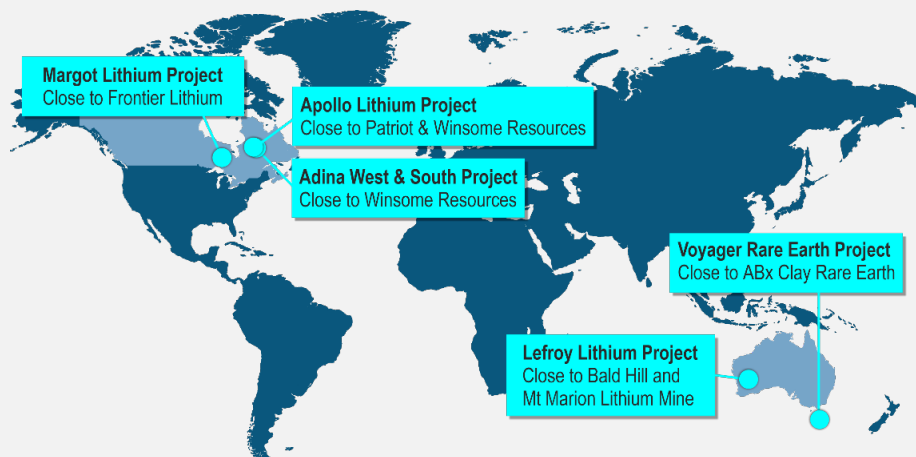 Margot Lithium Project
Close to Frontier Lithium
Apollo Lithium Project
Close to Patriot & Winsome Resources
Adina West & South Project
Close to Winsome Resources
Voyager Rare Earth Project
Close to ABx Clay Rare Earth
Lefroy Lithium Project
Close to Bald Hill and
Mt Marion Lithium Mine